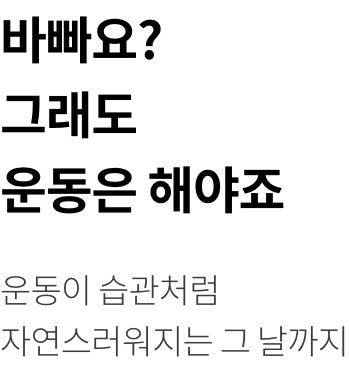 바빠요?
그래도
운동은 해야죠
운동이 습관처럼
자연스러워지는 그 날까지